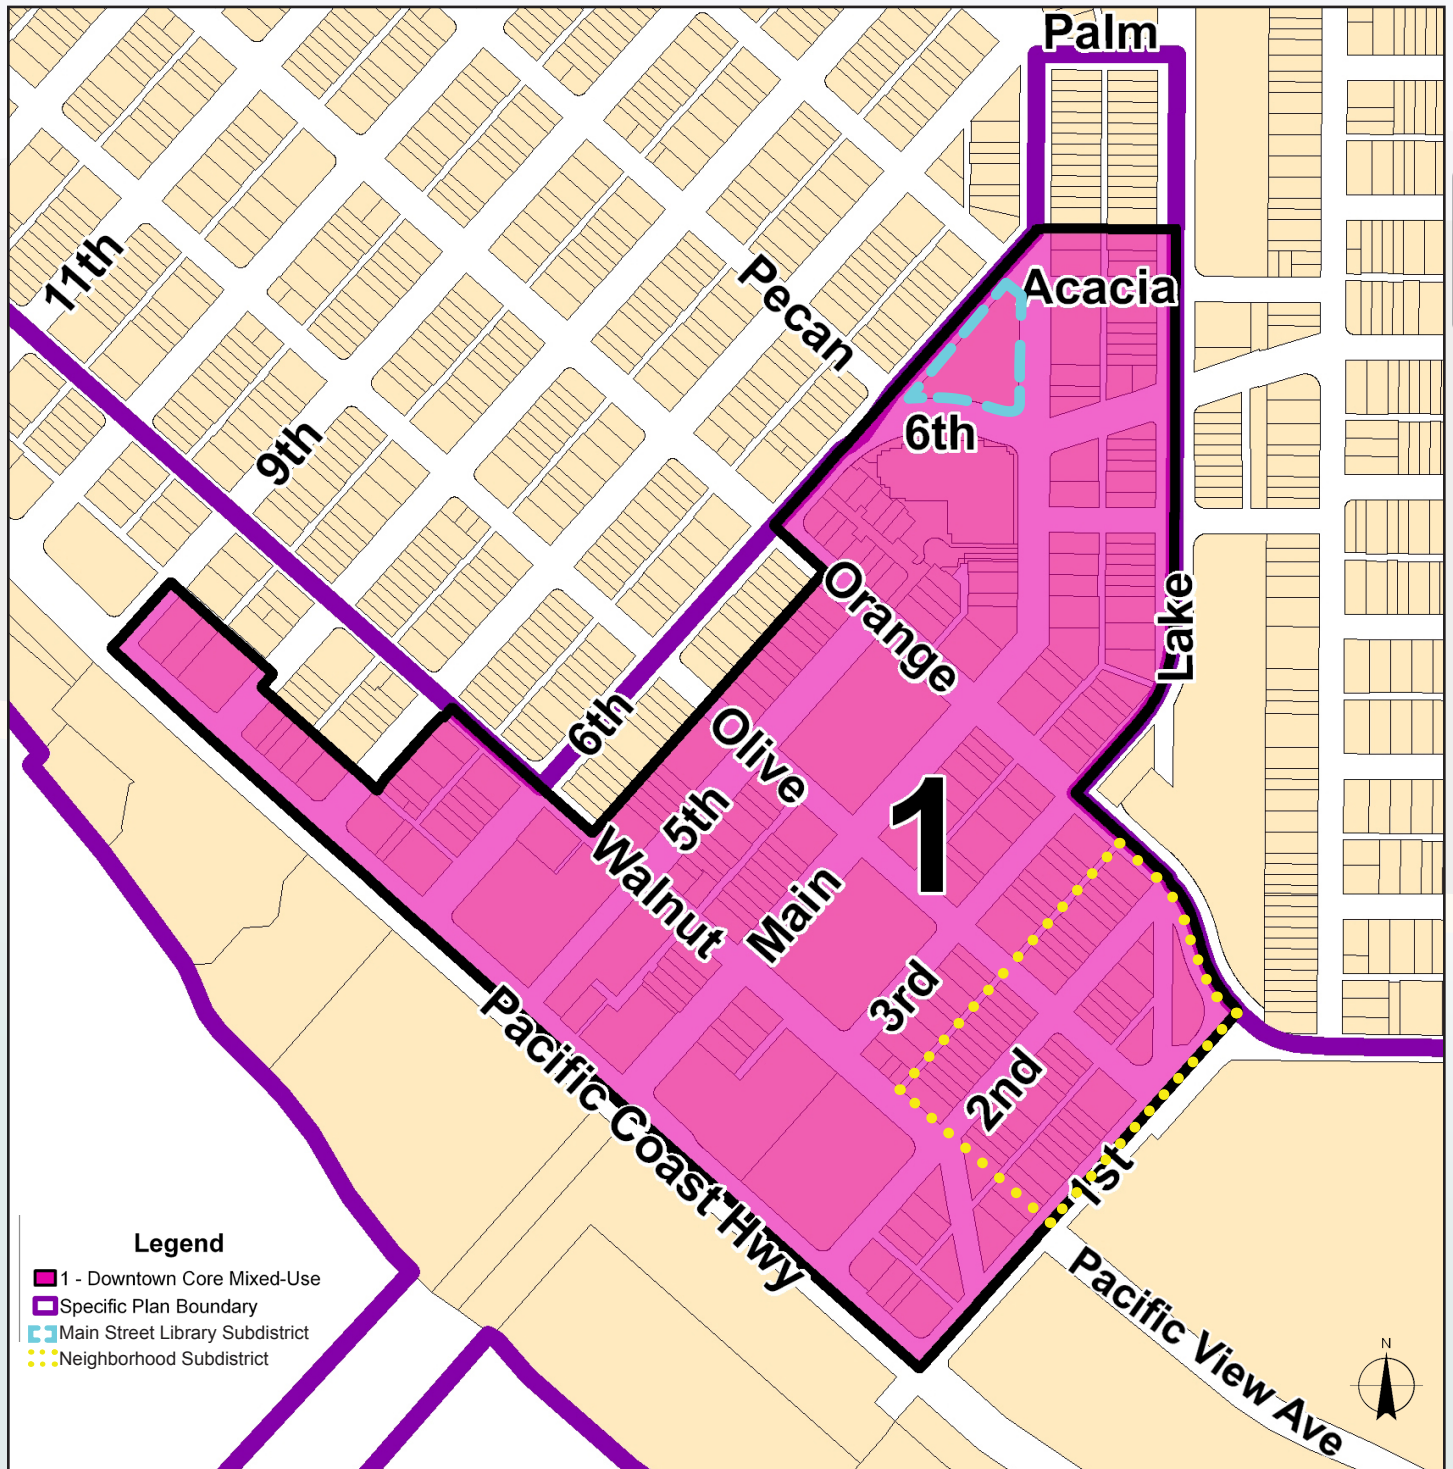 Palm
11th
Pecan
Acacia
9th
6th
Orange
Lake
6th
Olive
5th
1
Walnut
Main
3rd
Pacific Coast Hwy
2nd
1st
Pacific View Ave
Legend
1 - Downtown Core Mixed-Use
Specific Plan Boundary
Main Street Library Subdistrict
Neighborhood Subdistrict
N